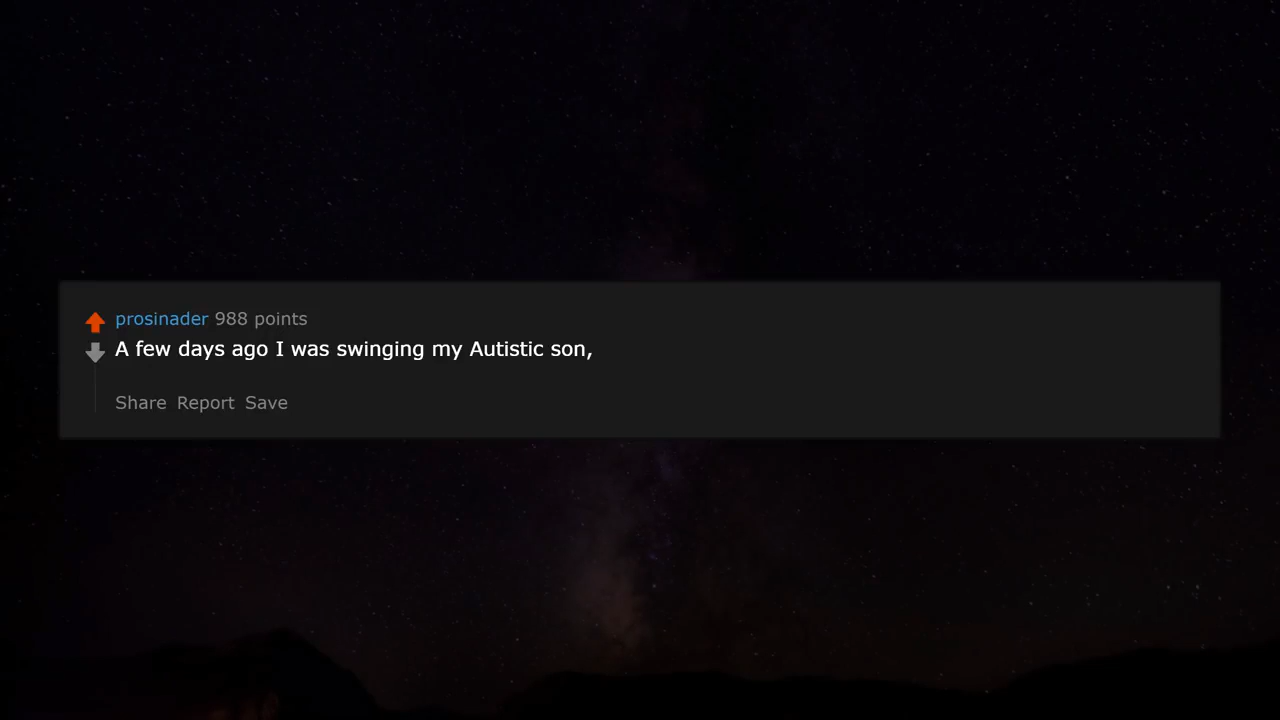 prosinader 988 points
A few days ago I was swinging my Autistic son,
Share Report Save